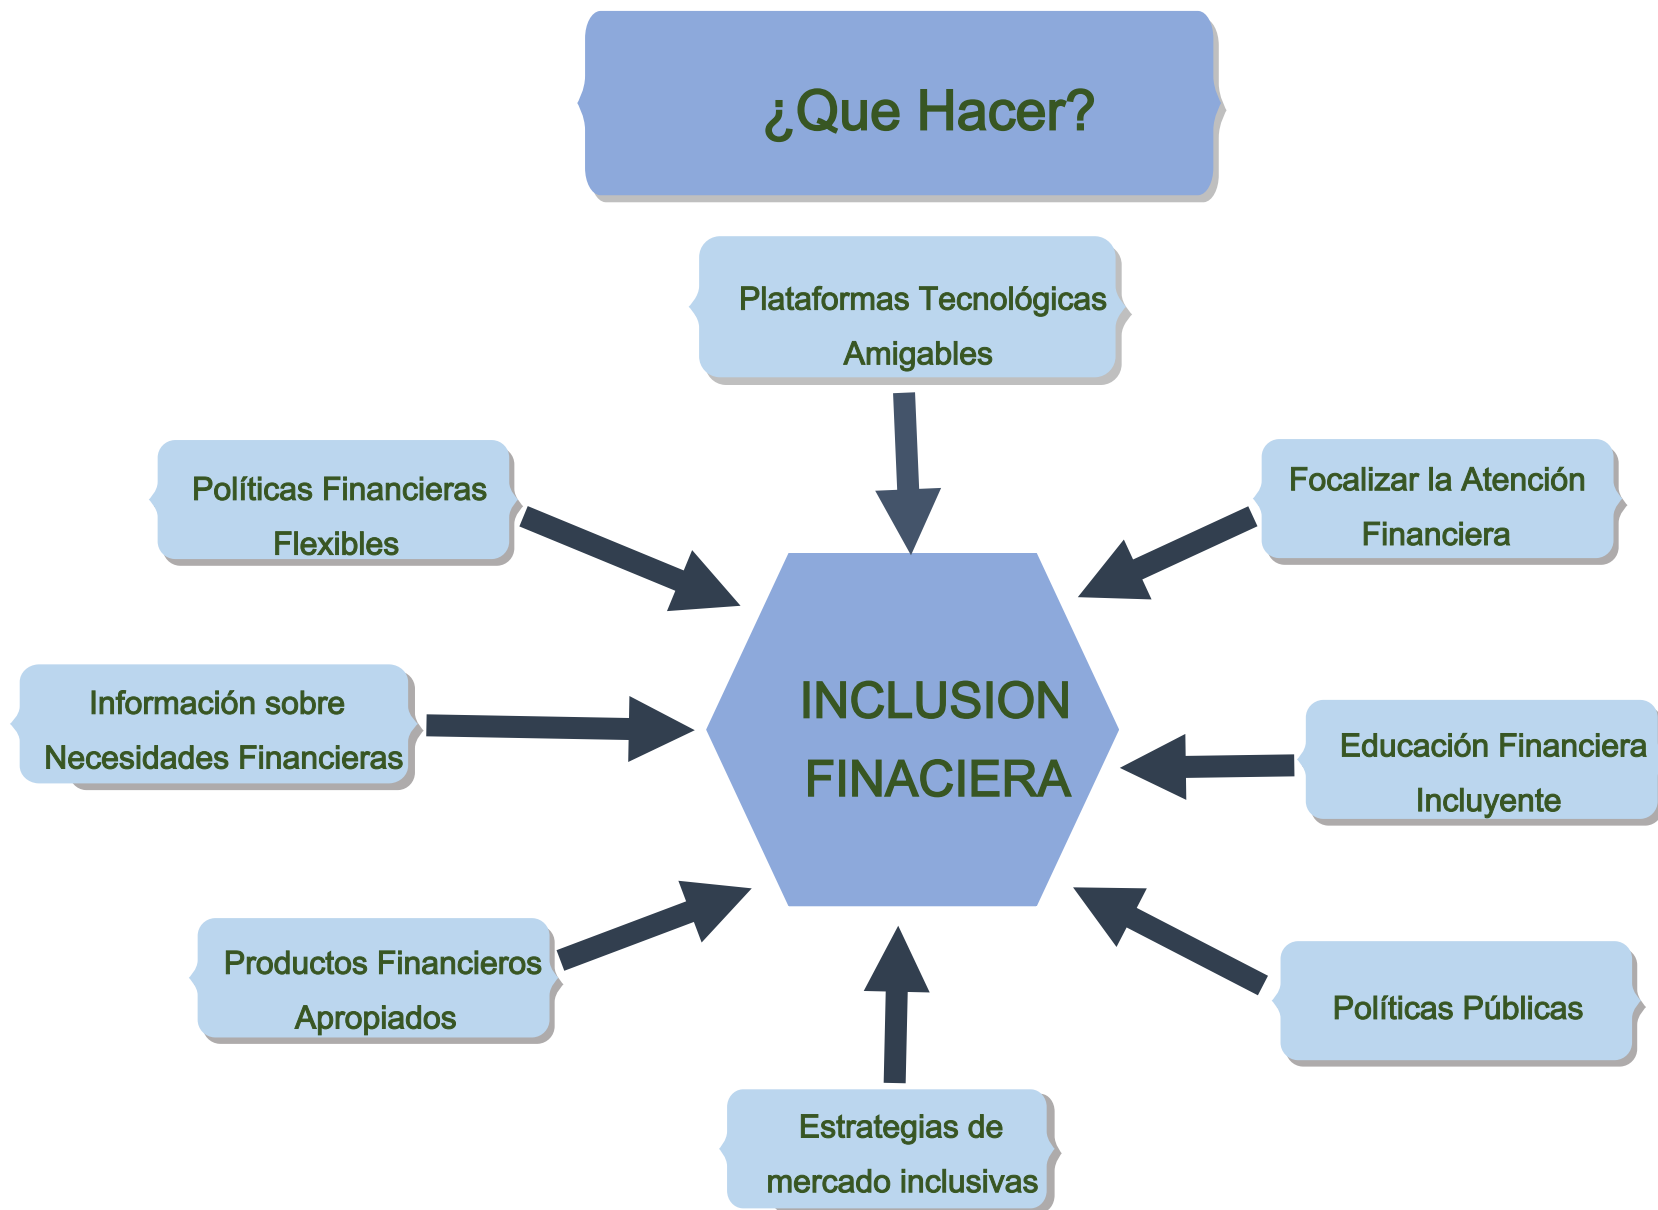 ¿Que Hacer?
Plataformas Tecnológicas
Amigables
Políticas Financieras
Flexibles
Focalizar la Atención
Financiera
Información sobre
Necesidades Financieras
INCLUSION
FINACIERA
Educación Financiera
Incluyente
Productos Financieros
Apropiados
Políticas Públicas
Estrategias de
mercado inclusivas